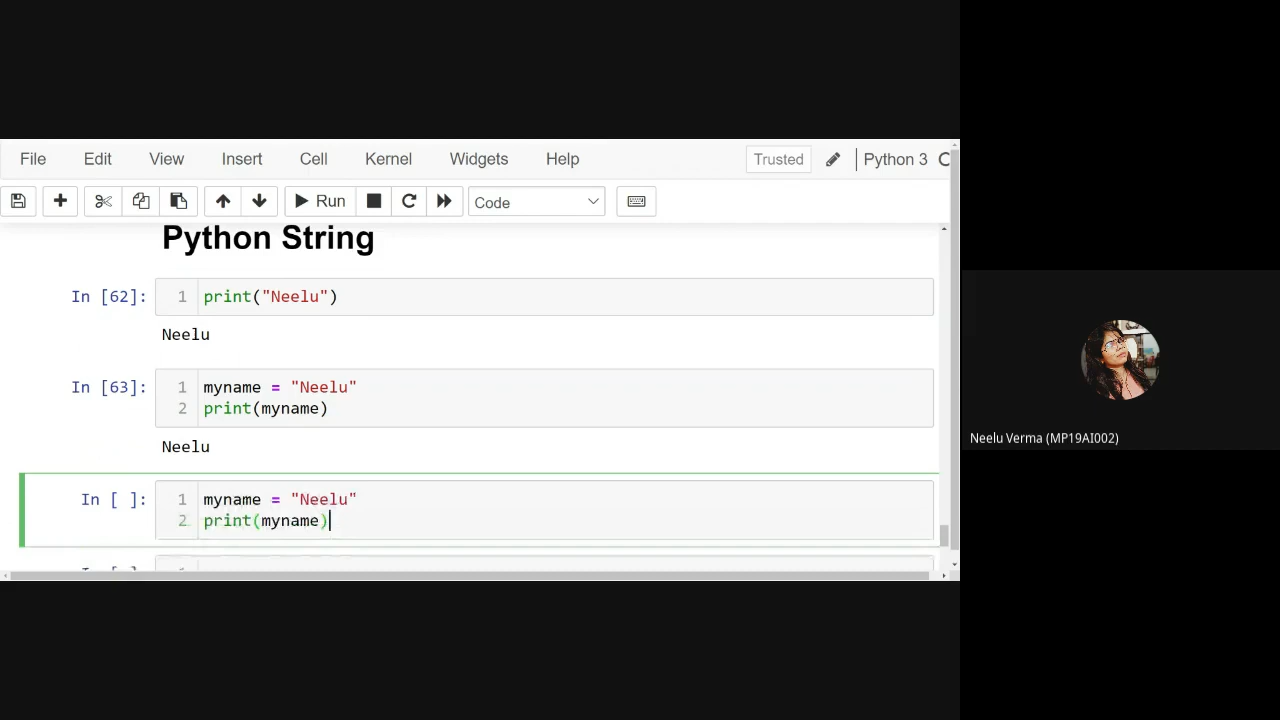 File Edit View Insert Cell Kernel Widgets Help Trusted Python 3
Run Code
Python String
In [62]: 1 print("Neelu")
Neelu
In [63]: 1 myname = "Neelu"
2 print(myname)
Neelu
In [ ]: 1 myname = "Neelu"
2 print(myname)
Neelu Verma (MP19AI002)